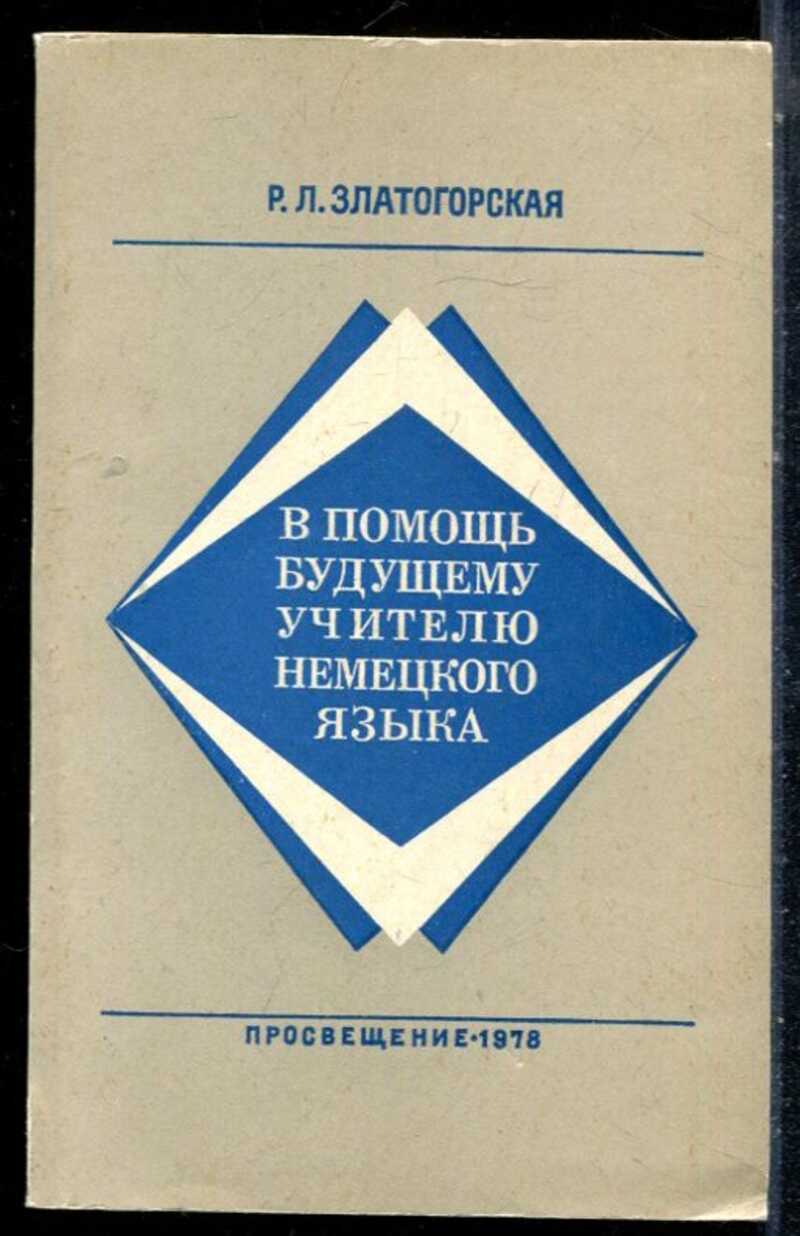 Р. Л. ЗЛАТОГОРСКАЯ
В ПОМОЩЬ
БУДУЩЕМУ
УЧИТЕЛЮ
НЕМЕЦКОГО
ЯЗЫКА
ПРОСВЕЩЕНИЕ·1978